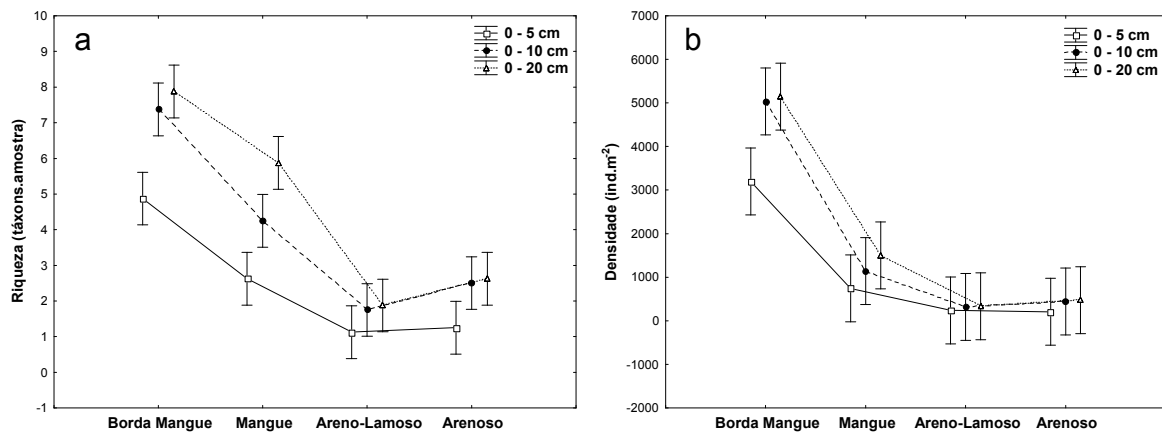 a
0 - 5 cm
0 - 10 cm
0 - 20 cm
10
9
8
7
6
5
4
3
2
1
0
-1
Riqueza (táxons.amostra)
Borda Mangue Mangue Areno-Lamoso Arenoso
b
0 - 5 cm
0 - 10 cm
0 - 20 cm
7000
6000
5000
4000
3000
2000
1000
0
-1000
-2000
Densidade (ind.m-2)
Borda Mangue Mangue Areno-Lamoso Arenoso